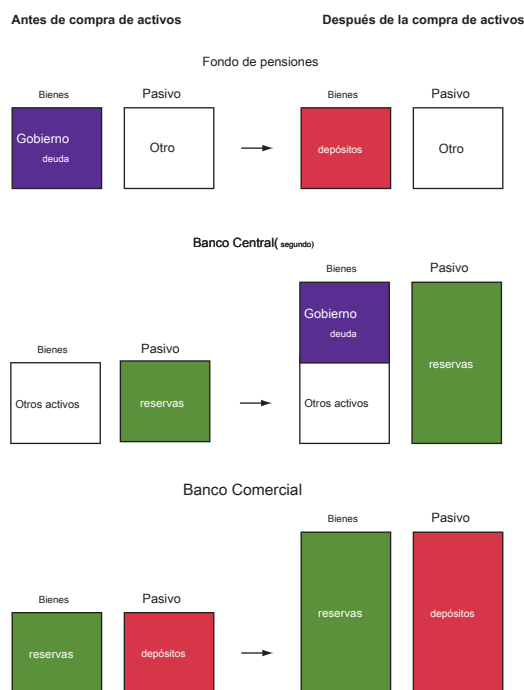 Antes de compra de activos Después de la compra de activos
Fondo de pensiones
Bienes Pasivo Bienes Pasivo
Gobierno
deuda
Otro
depósitos
Otro
Banco Central( segundo)
Bienes Pasivo
Gobierno
deuda
Bienes Pasivo
reservas
Otros activos
reservas
Otros activos
Banco Comercial
Bienes Pasivo
Bienes Pasivo
reservas
depósitos
reservas
depósitos